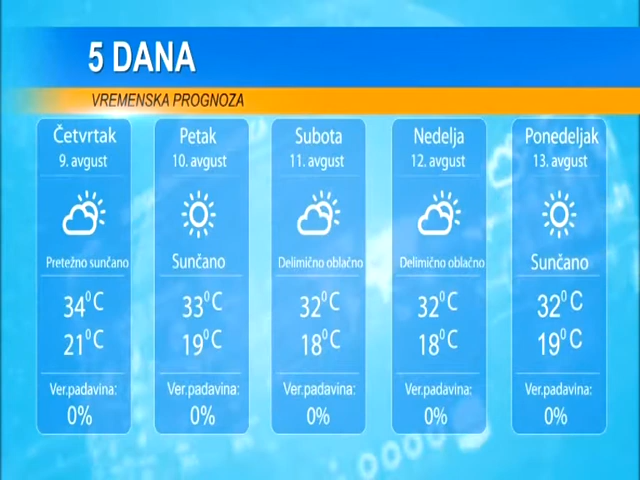 5 DANA
VREMENSKA PROGNOZA
Četvrtak
9. avgust
Pretežno sunčano
34°C
21°C
Ver.padavina:
0%
Petak
10. avgust
Sunčano
33°C
19°C
Ver.padavina:
0%
Subota
11. avgust
Delimično oblačno
32°C
18°C
Ver.padavina:
0%
Nedelja
12. avgust
Delimično oblačno
32°C
18°C
Ver.padavina:
0%
Ponedeljak
13. avgust
Sunčano
32°C
19°C
Ver.padavina:
0%